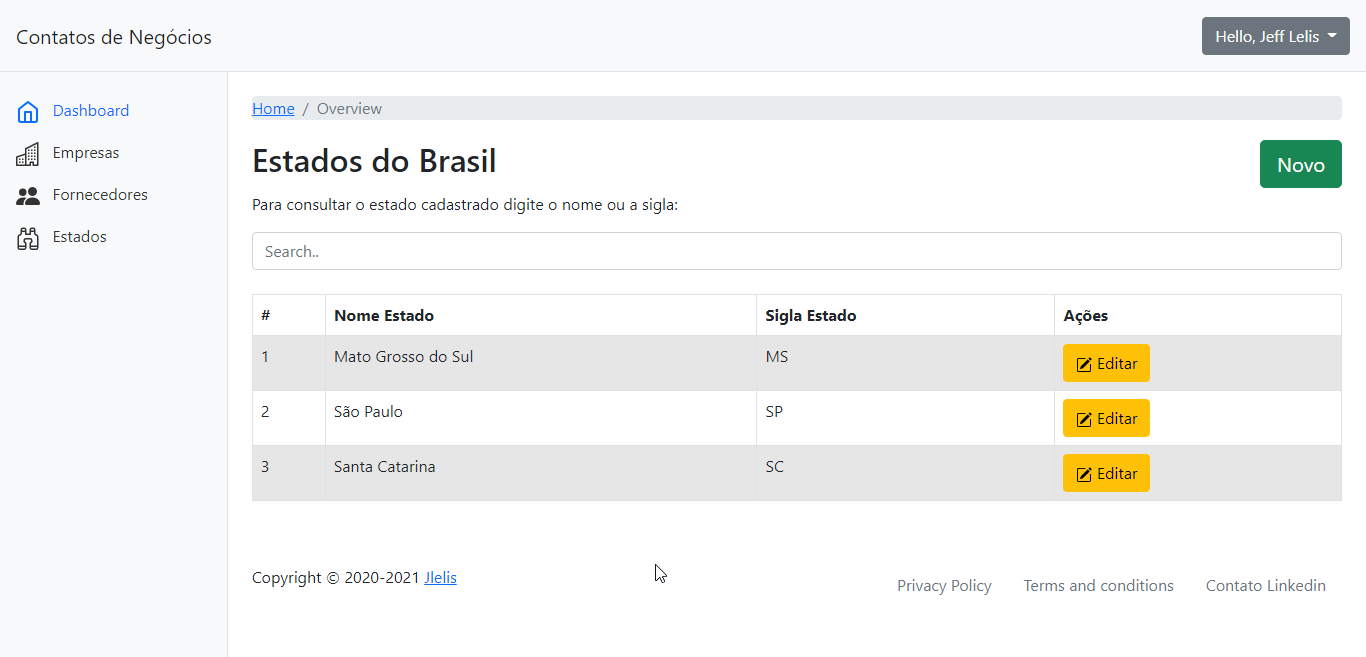 Contatos de Negócios
Hello, Jeff Lelis
Dashboard
Empresas
Fornecedores
Estados
Home / Overview
Estados do Brasil
Novo
Para consultar o estado cadastrado digite o nome ou a sigla:
Search..
# Nome Estado Sigla Estado Ações
1 Mato Grosso do Sul MS Editar
2 São Paulo SP Editar
3 Santa Catarina SC Editar
Copyright © 2020-2021 Jlelis
Privacy Policy Terms and conditions Contato Linkedin